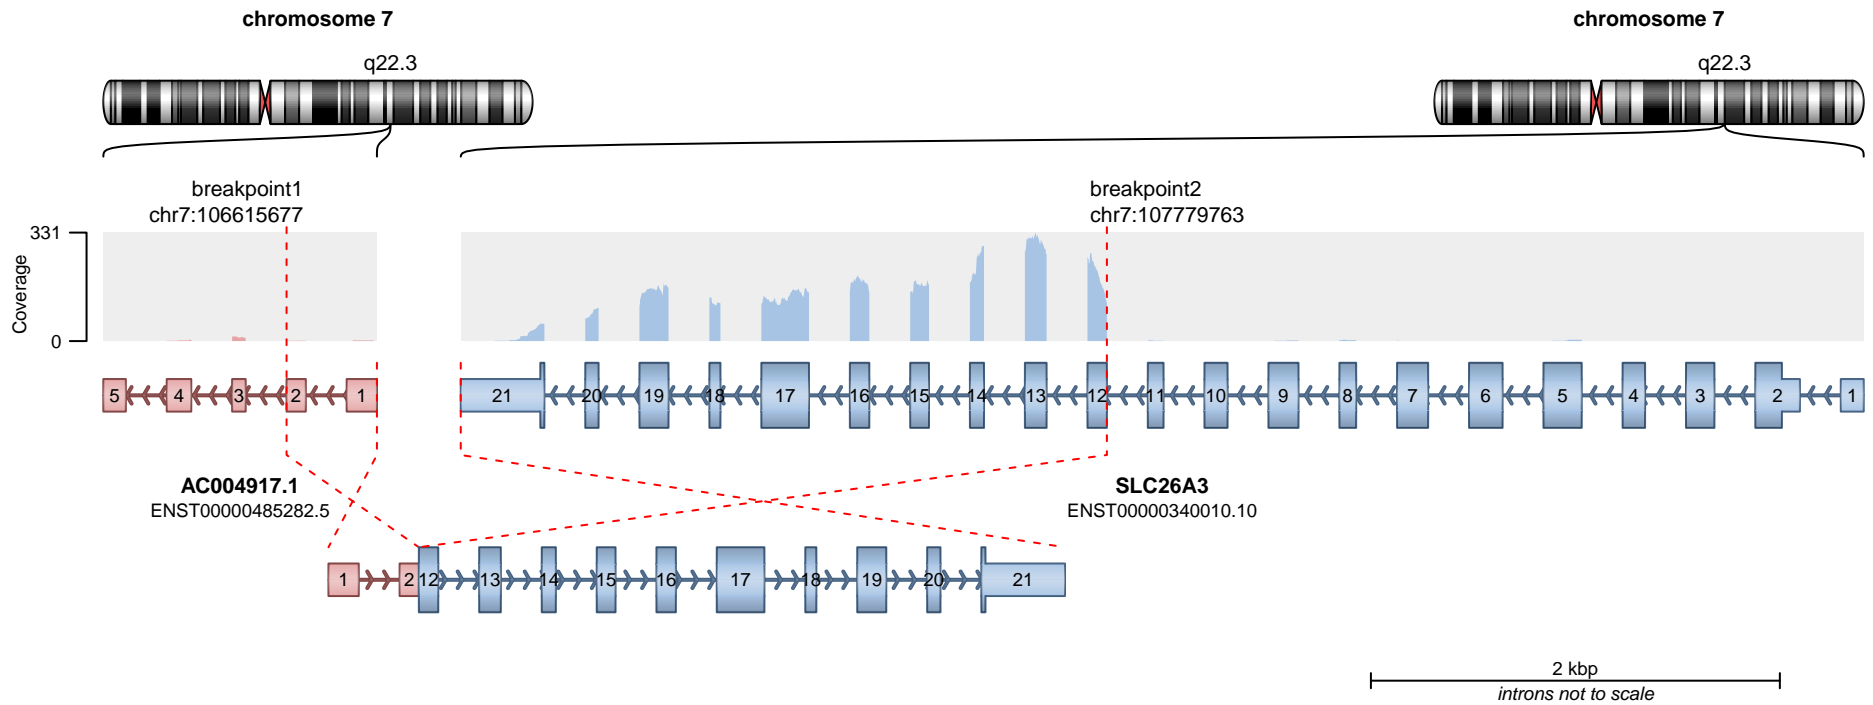 chromosome 7
chromosome 7
q22.3
q22.3
breakpoint1
chr7:106615677
breakpoint2
chr7:107779763
331
0
Coverage
5 4 3 2 1
21 20 19 18 17 16 15 14 13 12 11 10 9 8 7 6 5 4 3 2 1
AC004917.1
ENST00000485282.5
SLC26A3
ENST00000340010.10
1 2 12 13 14 15 16 17 18 19 20 21
2 kbp
introns not to scale